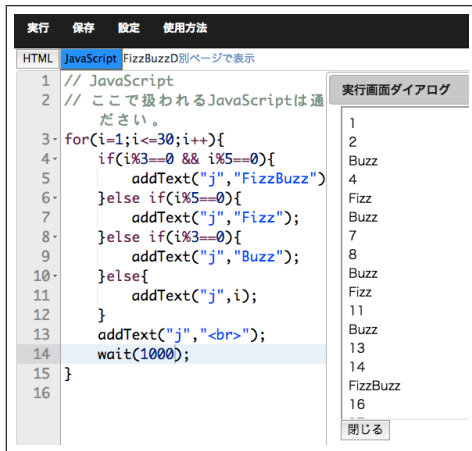 実行 保存 設定 使用方法
HTML JavaScript FizzBuzzD別ページで表示
1 // JavaScript
2 // ここで扱われるJavaScriptは通
ださい。
3 for(i=1;i<=30;i++){
4 if(i%3==0 && i%5==0){
5 addText("j","FizzBuzz")
6 }else if(i%5==0){
7 addText("j","Fizz");
8 }else if(i%3==0){
9 addText("j","Buzz");
10 }else{
11 addText("j",i);
12 }
13 addText("j","<br>");
14 wait(1000);
15 }
16
実行画面ダイアログ
1
2
Buzz
4
Fizz
Buzz
7
8
Buzz
Fizz
11
Buzz
13
14
FizzBuzz
16
閉じる